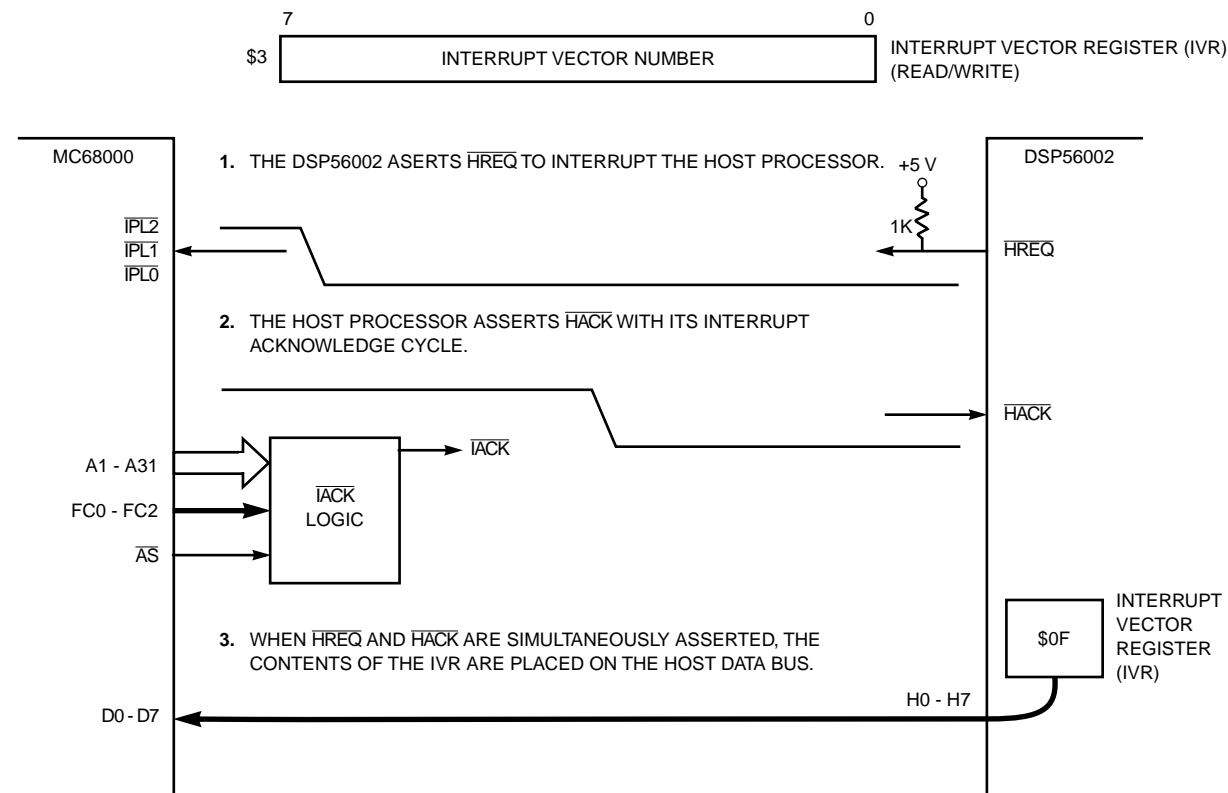 7 0
$3 INTERRUPT VECTOR NUMBER INTERRUPT VECTOR REGISTER (IVR)
(READ/WRITE)
MC68000
DSP56002
1. THE DSP56002 ASERTS HREQ TO INTERRUPT THE HOST PROCESSOR.
+5 V
1K
IPL2
IPL1
IPL0
HREQ
2. THE HOST PROCESSOR ASSERTS HACK WITH ITS INTERRUPT
ACKNOWLEDGE CYCLE.
HACK
A1 - A31
FC0 - FC2
AS
IACK
LOGIC
IACK
3. WHEN HREQ AND HACK ARE SIMULTANEOUSLY ASSERTED, THE
CONTENTS OF THE IVR ARE PLACED ON THE HOST DATA BUS.
$0F
INTERRUPT
VECTOR
REGISTER
(IVR)
D0 - D7
H0 - H7